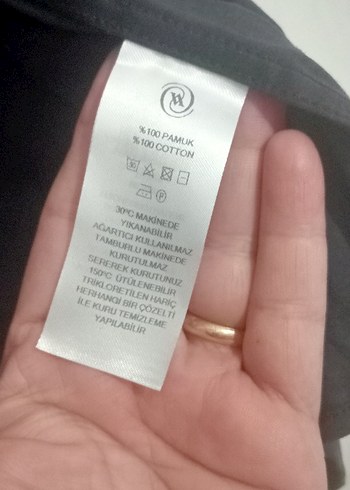 %100 PAMUK
%100 COTTON
P
30°C MAKİNEDE
YIKANABİLİR
AĞARTICI KULLANILMAZ
TAMBURLU MAKİNEDE
KURUTULMAZ
SEREREK KURUTUNUZ
150°C ÜTÜLENEBİLİR
TRİKLORETİLEN HARİÇ
HERHANGİ BİR ÇÖZELTİ
İLE KURU TEMİZLEME
YAPILABİLİR